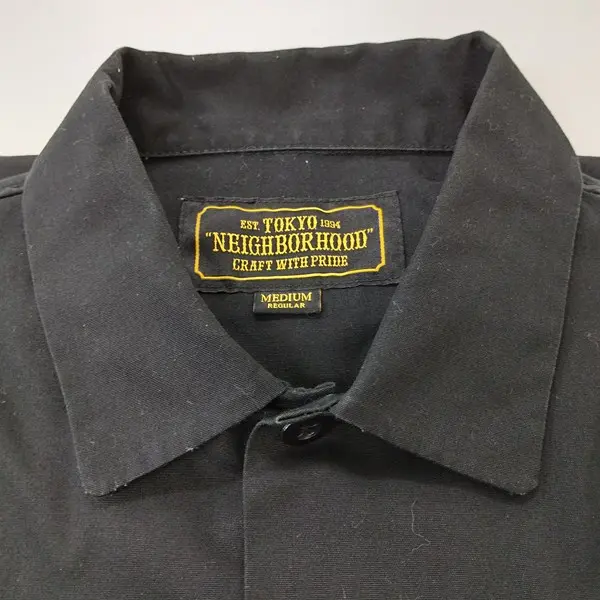 EST. TOKYO 1994
"NEIGHBORHOOD"
CRAFT WITH PRIDE
MEDIUM
REGULAR